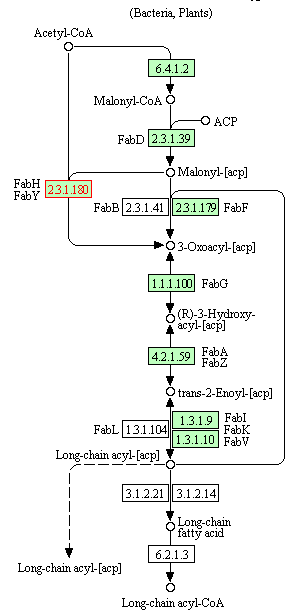 (Bacteria, Plants)
Acetyl-CoA
6.4.1.2
Malonyl-CoA
ACP
FabD 2.3.1.39
Malonyl-[acp]
FabH
FabY
2.3.1.180
FabB 2.3.1.41 2.3.1.179 FabF
3-Oxoacyl-[acp]
1.1.1.100 FabG
(R)-3-Hydroxy-
acyl-[acp]
4.2.1.59
FabA
FabZ
trans-2-Enoyl-[acp]
FabL 1.3.1.104
1.3.1.9
1.3.1.10
FabI
FabK
FabV
Long-chain acyl-[acp]
3.1.2.21 3.1.2.14
Long-chain
fatty acid
Long-chain acyl-[acp]
6.2.1.3
Long-chain acyl-CoA